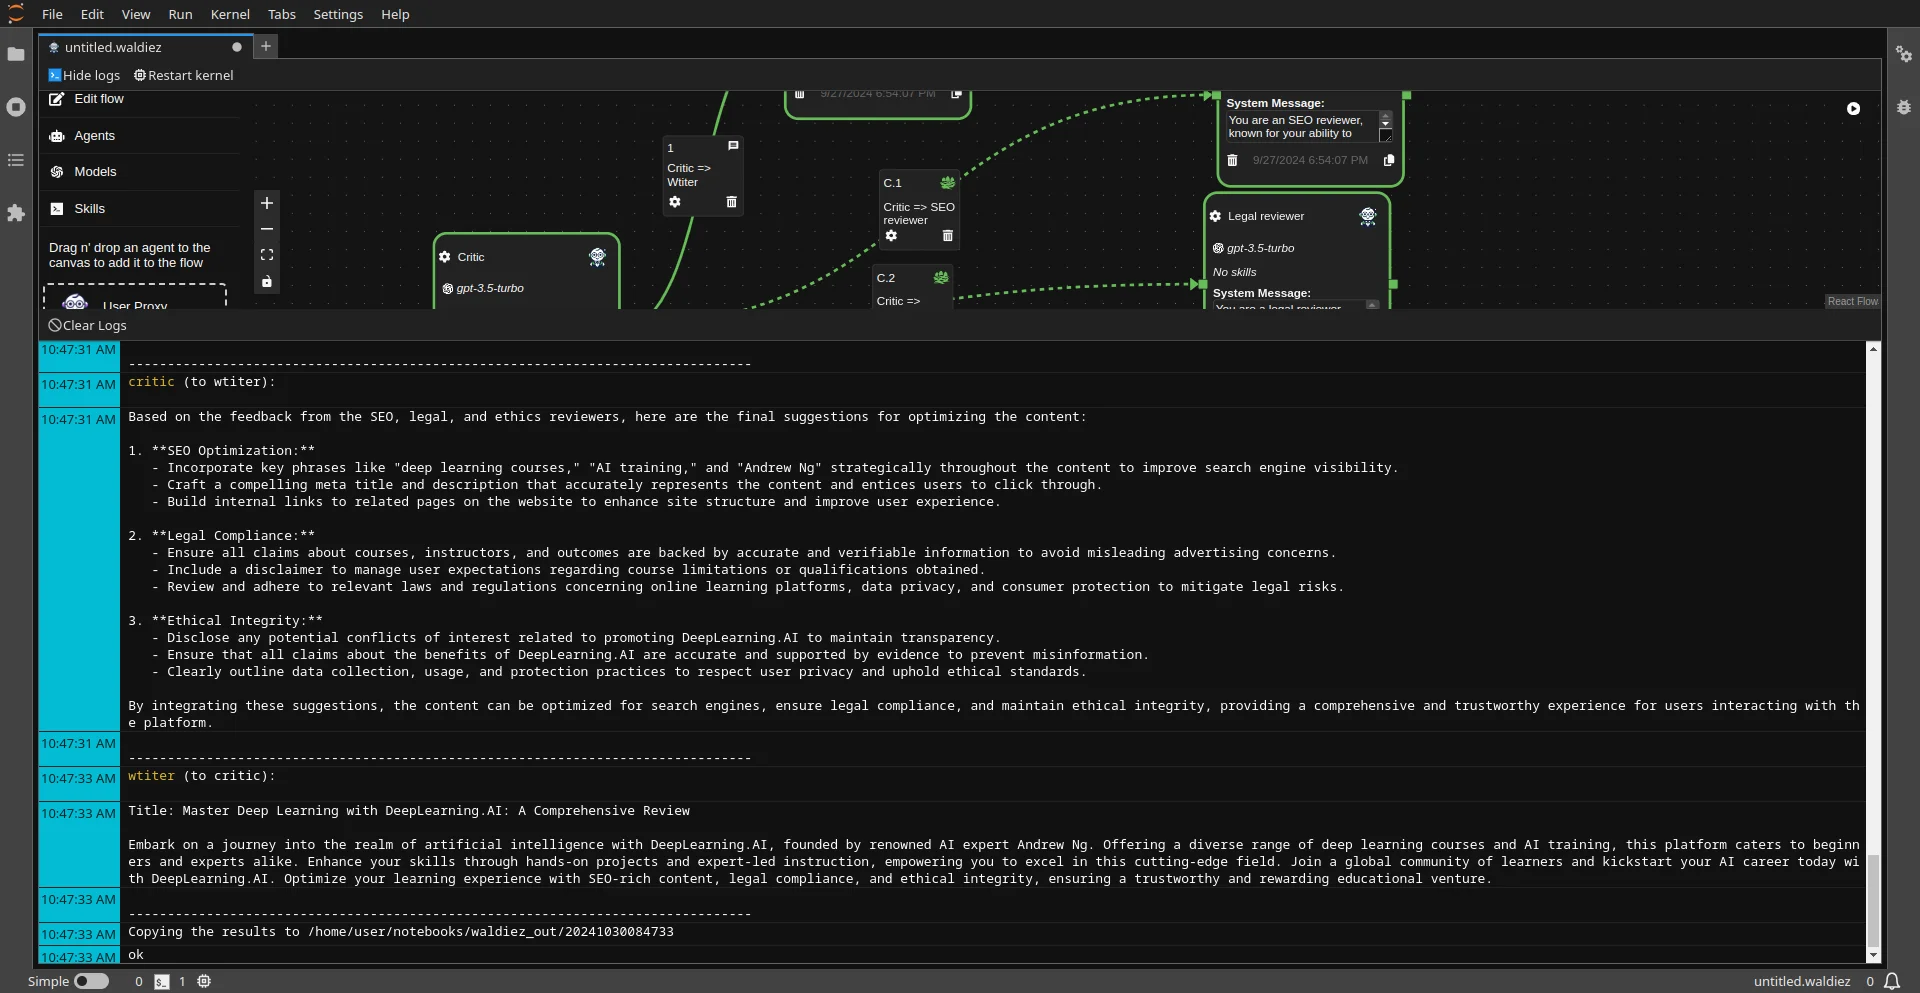 File Edit View Run Kernel Tabs Settings Help
untitled.waldiez
Hide logs Restart kernel
Edit flow
Agents
Models
Skills
Drag n' drop an agent to the
canvas to add it to the flow
User Proxy
9/27/2024 6:54:07 PM
1
Critic =>
Wtiter
C.1
Critic => SEO
reviewer
C.2
Critic =>
Critic
gpt-3.5-turbo
System Message:
You are an SEO reviewer,
known for your ability to
9/27/2024 6:54:07 PM
Legal reviewer
gpt-3.5-turbo
No skills
System Message:
You are a legal reviewer
React Flow
Clear Logs
10:47:31 AM
--------------------------------------------------------------------------------
10:47:31 AM critic (to wtiter):
10:47:31 AM Based on the feedback from the SEO, legal, and ethics reviewers, here are the final suggestions for optimizing the content:
1. **SEO Optimization:**
- Incorporate key phrases like "deep learning courses," "AI training," and "Andrew Ng" strategically throughout the content to improve search engine visibility.
- Craft a compelling meta title and description that accurately represents the content and entices users to click through.
- Build internal links to related pages on the website to enhance site structure and improve user experience.
2. **Legal Compliance:**
- Ensure all claims about courses, instructors, and outcomes are backed by accurate and verifiable information to avoid misleading advertising concerns.
- Include a disclaimer to manage user expectations regarding course limitations or qualifications obtained.
- Review and adhere to relevant laws and regulations concerning online learning platforms, data privacy, and consumer protection to mitigate legal risks.
3. **Ethical Integrity:**
- Disclose any potential conflicts of interest related to promoting DeepLearning.AI to maintain transparency.
- Ensure that all claims about the benefits of DeepLearning.AI are accurate and supported by evidence to prevent misinformation.
- Clearly outline data collection, usage, and protection practices to respect user privacy and uphold ethical standards.
By integrating these suggestions, the content can be optimized for search engines, ensure legal compliance, and maintain ethical integrity, providing a comprehensive and trustworthy experience for users interacting with th
e platform.
10:47:31 AM
--------------------------------------------------------------------------------
10:47:33 AM wtiter (to critic):
10:47:33 AM Title: Master Deep Learning with DeepLearning.AI: A Comprehensive Review
Embark on a journey into the realm of artificial intelligence with DeepLearning.AI, founded by renowned AI expert Andrew Ng. Offering a diverse range of deep learning courses and AI training, this platform caters to beginn
ers and experts alike. Enhance your skills through hands-on projects and expert-led instruction, empowering you to excel in this cutting-edge field. Join a global community of learners and kickstart your AI career today wi
th DeepLearning.AI. Optimize your learning experience with SEO-rich content, legal compliance, and ethical integrity, ensuring a trustworthy and rewarding educational venture.
10:47:33 AM
--------------------------------------------------------------------------------
10:47:33 AM Copying the results to /home/user/notebooks/waldiez_out/20241030084733
10:47:33 AM ok
Simple 0 1 untitled.waldiez 0